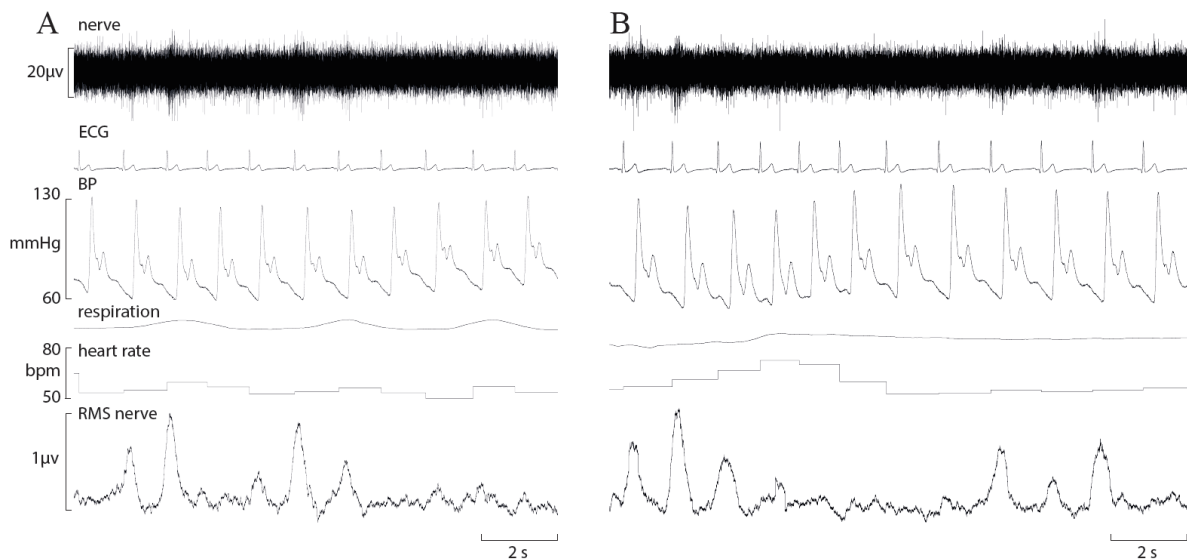 A
nerve
20µv
ECG
BP
130
mmHg
60
respiration
80
heart rate
bpm
50
RMS nerve
1µv
2 s
B
2 s